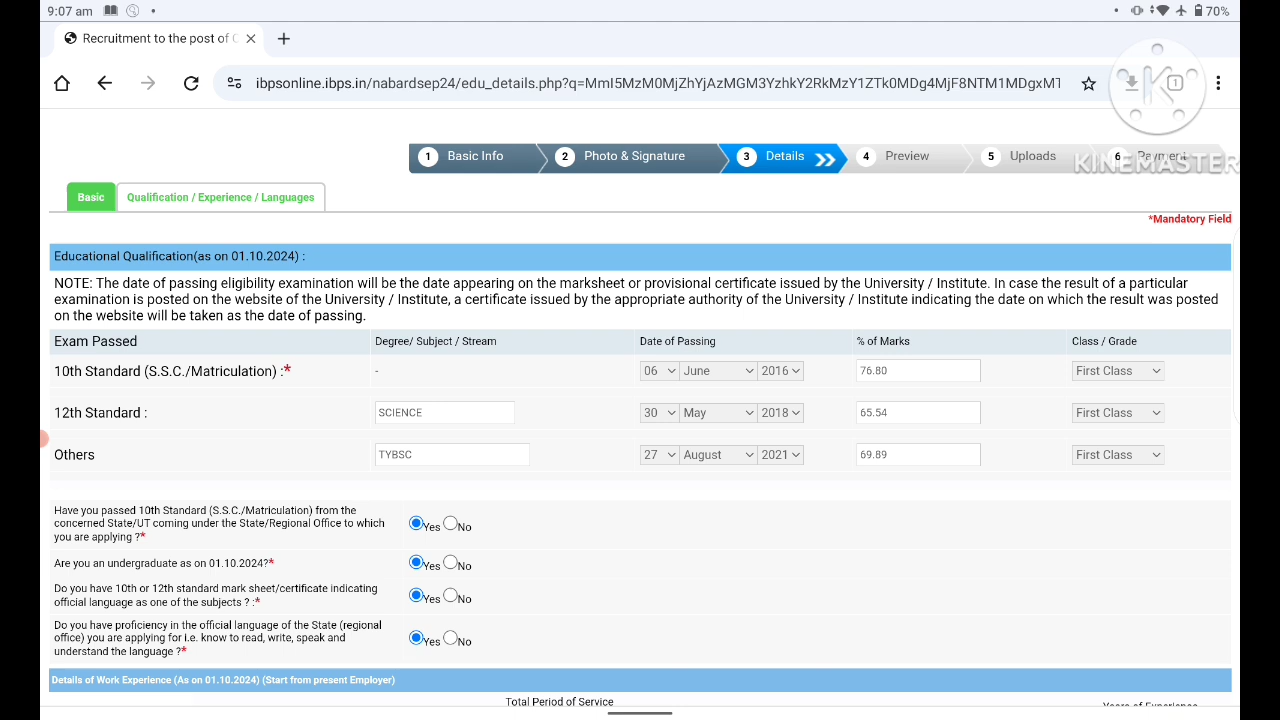 9:07 am
70%
Recruitment to the post of
ibpsonline.ibps.in/nabardsep24/edu_details.php?q=MmI5MzM0MjZhYjAzMGM3YzhkY2RkMzY1ZTk0MDg4MjF8NTM1MDgxMT
1
1 Basic Info 2 Photo & Signature 3 Details 4 Preview 5 Uploads 6 Payment
KINEMASTER
Basic Qualification / Experience / Languages
*Mandatory Field
Educational Qualification(as on 01.10.2024) :
NOTE: The date of passing eligibility examination will be the date appearing on the marksheet or provisional certificate issued by the University / Institute. In case the result of a particular
examination is posted on the website of the University / Institute, a certificate issued by the appropriate authority of the University / Institute indicating the date on which the result was posted
on the website will be taken as the date of passing.
Exam Passed Degree/ Subject / Stream Date of Passing % of Marks Class / Grade
10th Standard (S.S.C./Matriculation) :* - 06 June 2016 76.80 First Class
12th Standard : SCIENCE 30 May 2018 65.54 First Class
Others TYBSC 27 August 2021 69.89 First Class
Have you passed 10th Standard (S.S.C./Matriculation) from the
concerned State/UT coming under the State/Regional Office to which
you are applying ?*
Yes No
Are you an undergraduate as on 01.10.2024?* Yes No
Do you have 10th or 12th standard mark sheet/certificate indicating
official language as one of the subjects ? :*
Yes No
Do you have proficiency in the official language of the State (regional
office) you are applying for i.e. know to read, write, speak and
understand the language ?*
Yes No
Details of Work Experience (As on 01.10.2024) (Start from present Employer)
Total Period of Service
Years of Experience